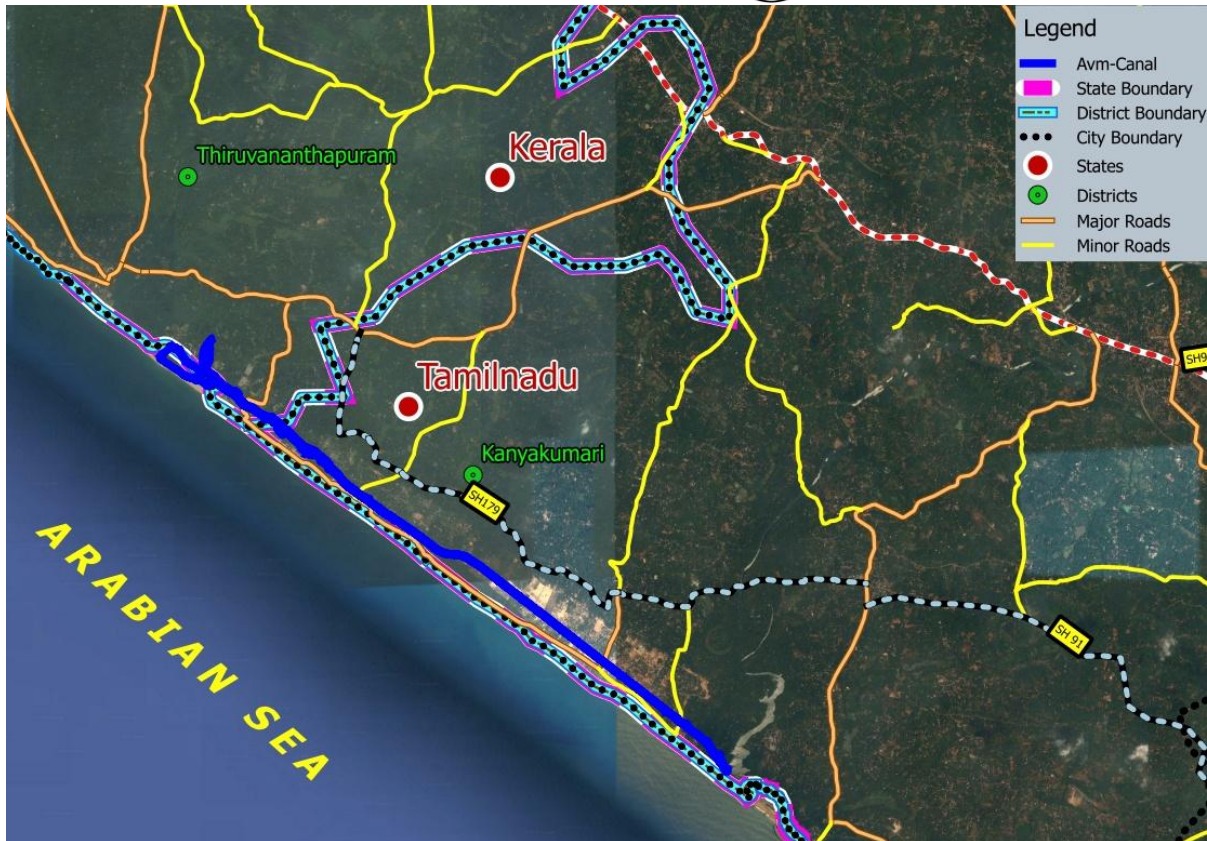 Legend
Avm-Canal
State Boundary
District Boundary
City Boundary
States
Districts
Major Roads
Minor Roads
Kerala
Thiruvananthapuram
Tamilnadu
Kanyakumari
SH179
SH9
SH 91
ARABIAN SEA